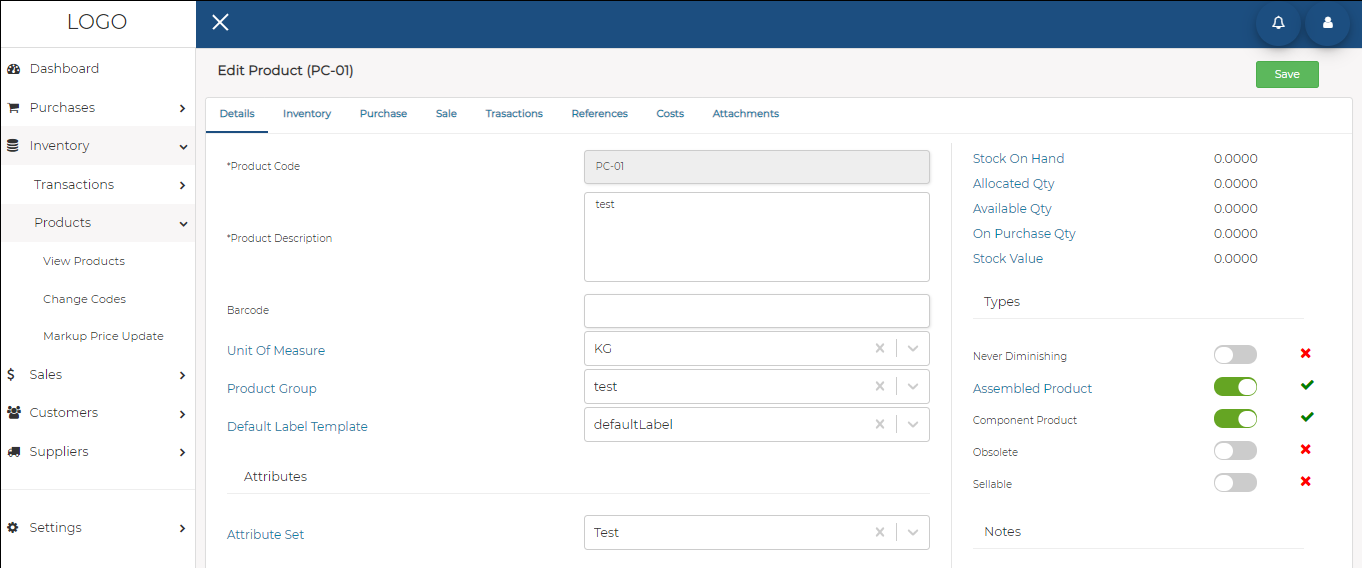 LOGO
Dashboard
Purchases
Inventory
Transactions
Products
View Products
Change Codes
Markup Price Update
$ Sales
Customers
Suppliers
Settings
Edit Product (PC-01)
Save
Details Inventory Purchase Sale Trasactions References Costs Attachments
*Product Code PC-01
*Product Description test
Barcode
Unit Of Measure KG
Product Group test
Default Label Template defaultLabel
Attributes
Attribute Set Test
Stock On Hand 0.0000
Allocated Qty 0.0000
Available Qty 0.0000
On Purchase Qty 0.0000
Stock Value 0.0000
Types
Never Diminishing
Assembled Product
Component Product
Obsolete
Sellable
Notes